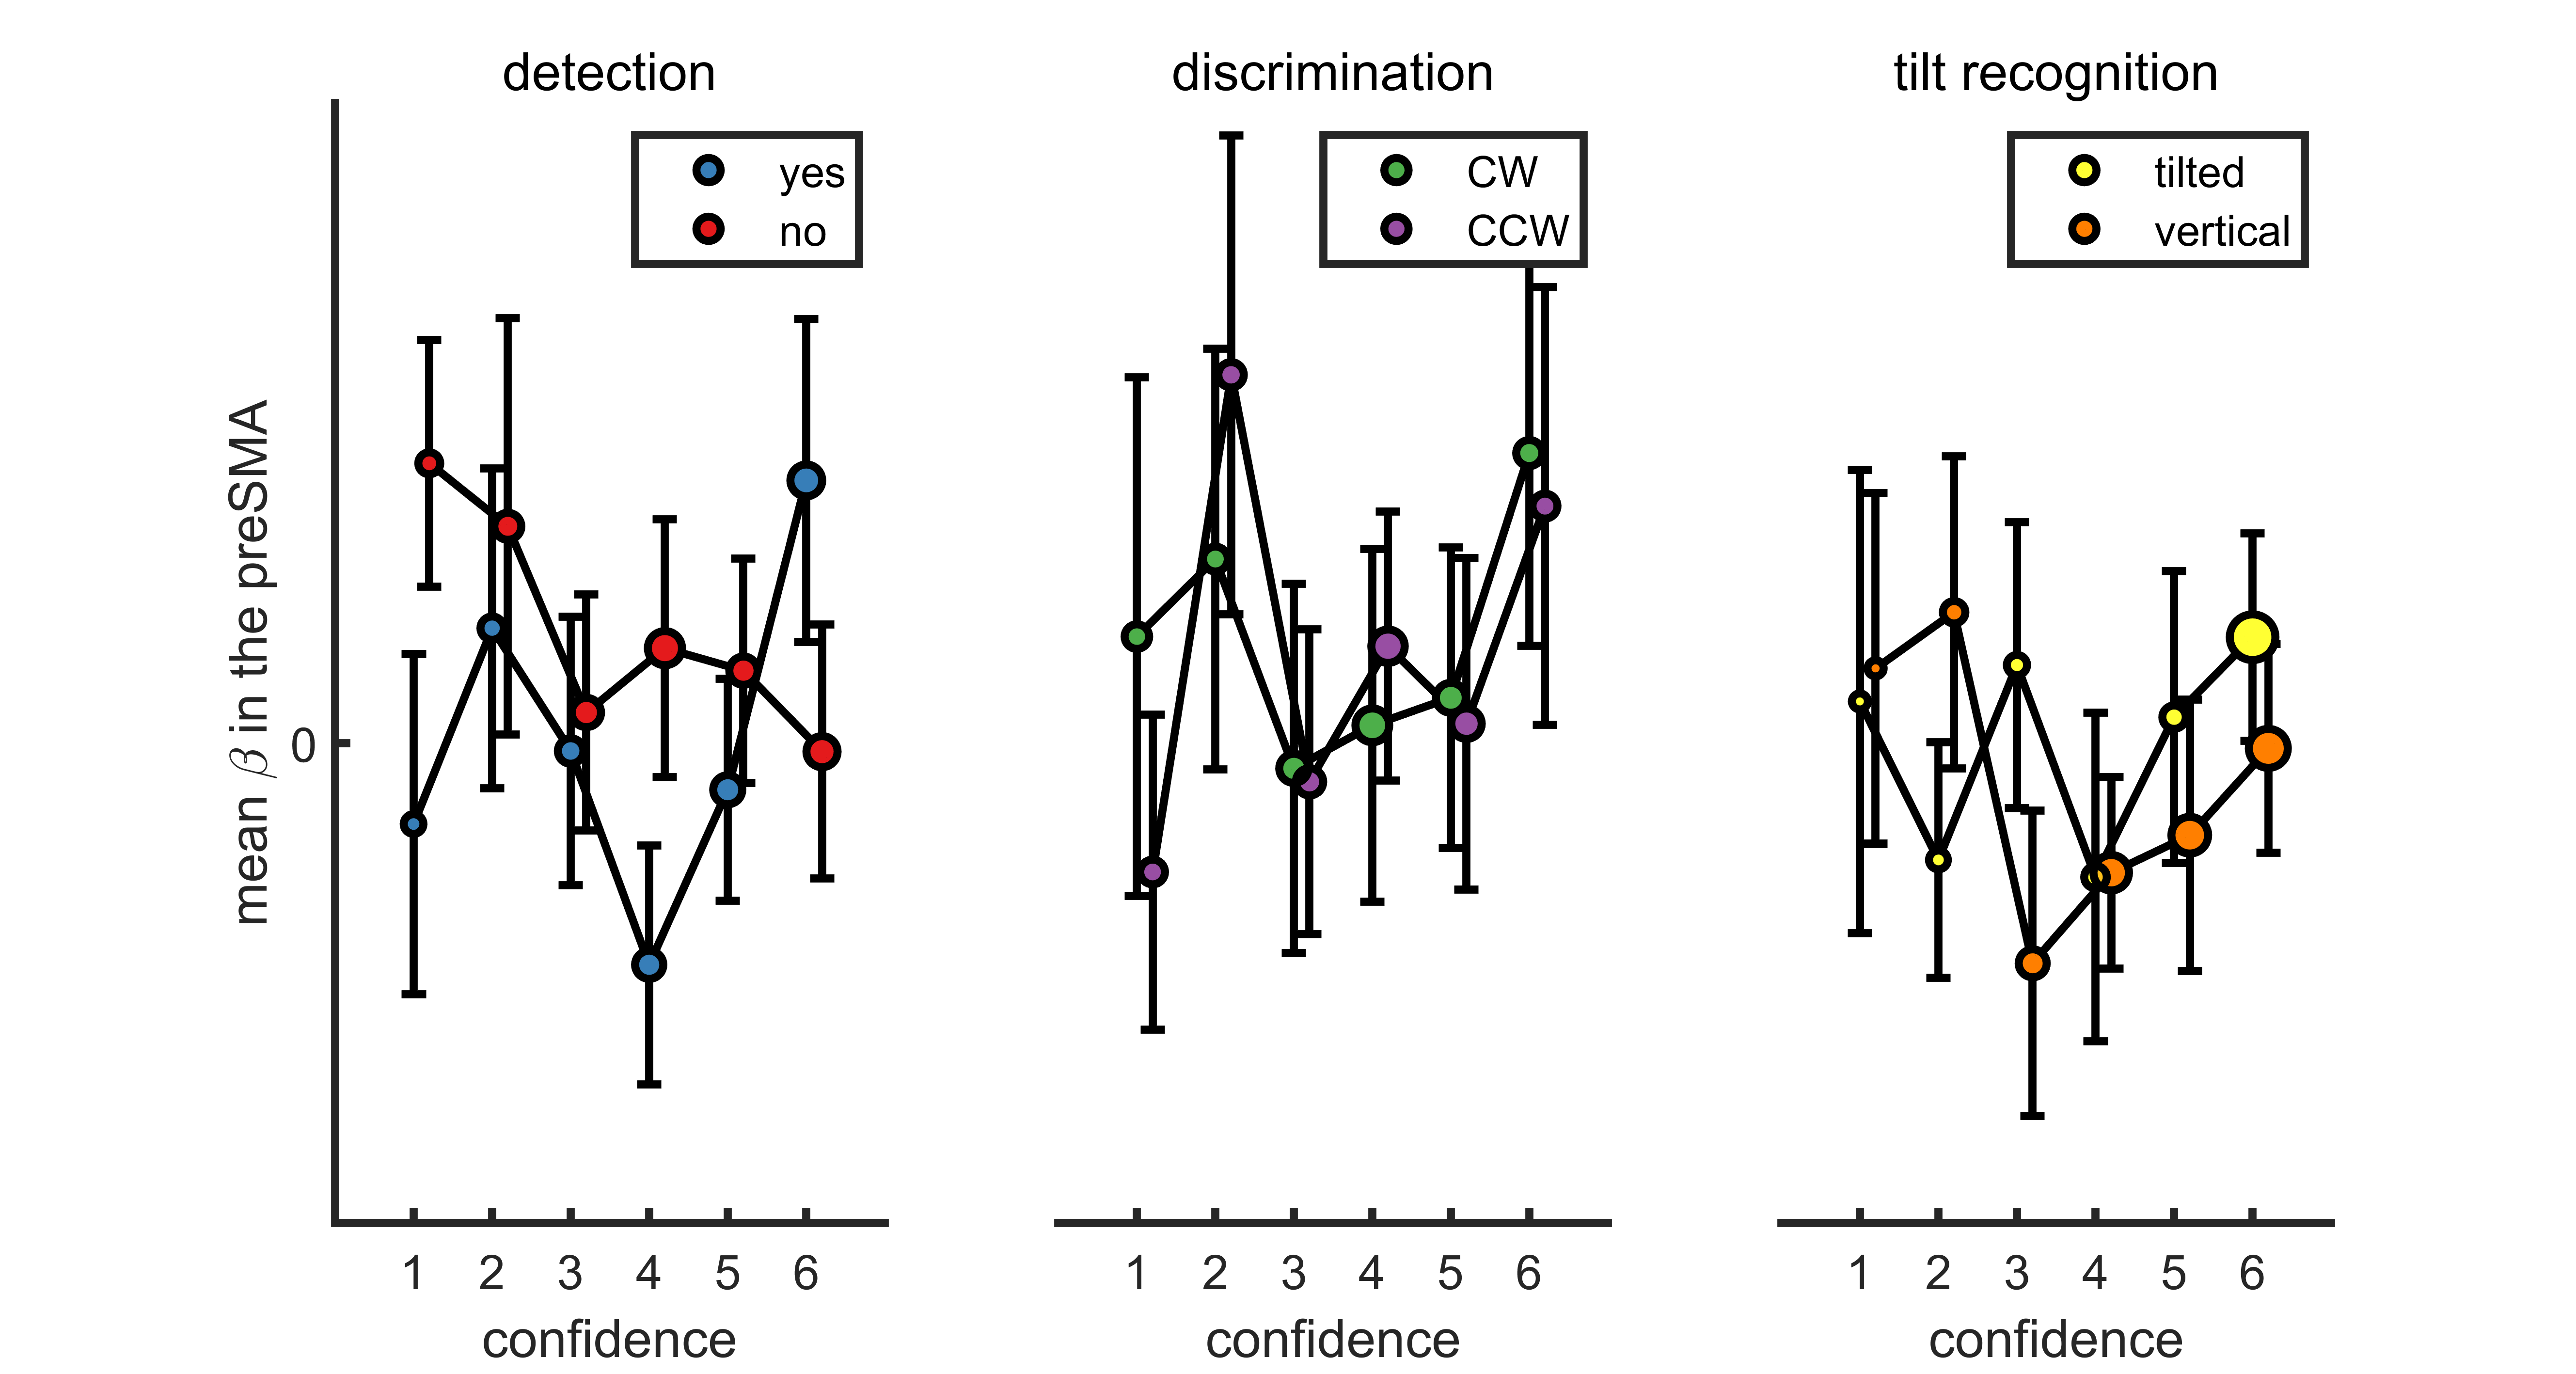 detection
yes
no
discrimination
CW
CCW
tilt recognition
tilted
vertical
mean β in the preSMA
0
1 2 3 4 5 6
confidence
1 2 3 4 5 6
confidence
1 2 3 4 5 6
confidence